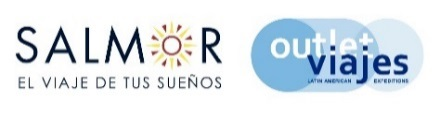 SALMOR
EL VIAJE DE TUS SUEÑOS
outlet
viajes
LATIN AMERICAN EXPEDITIONS